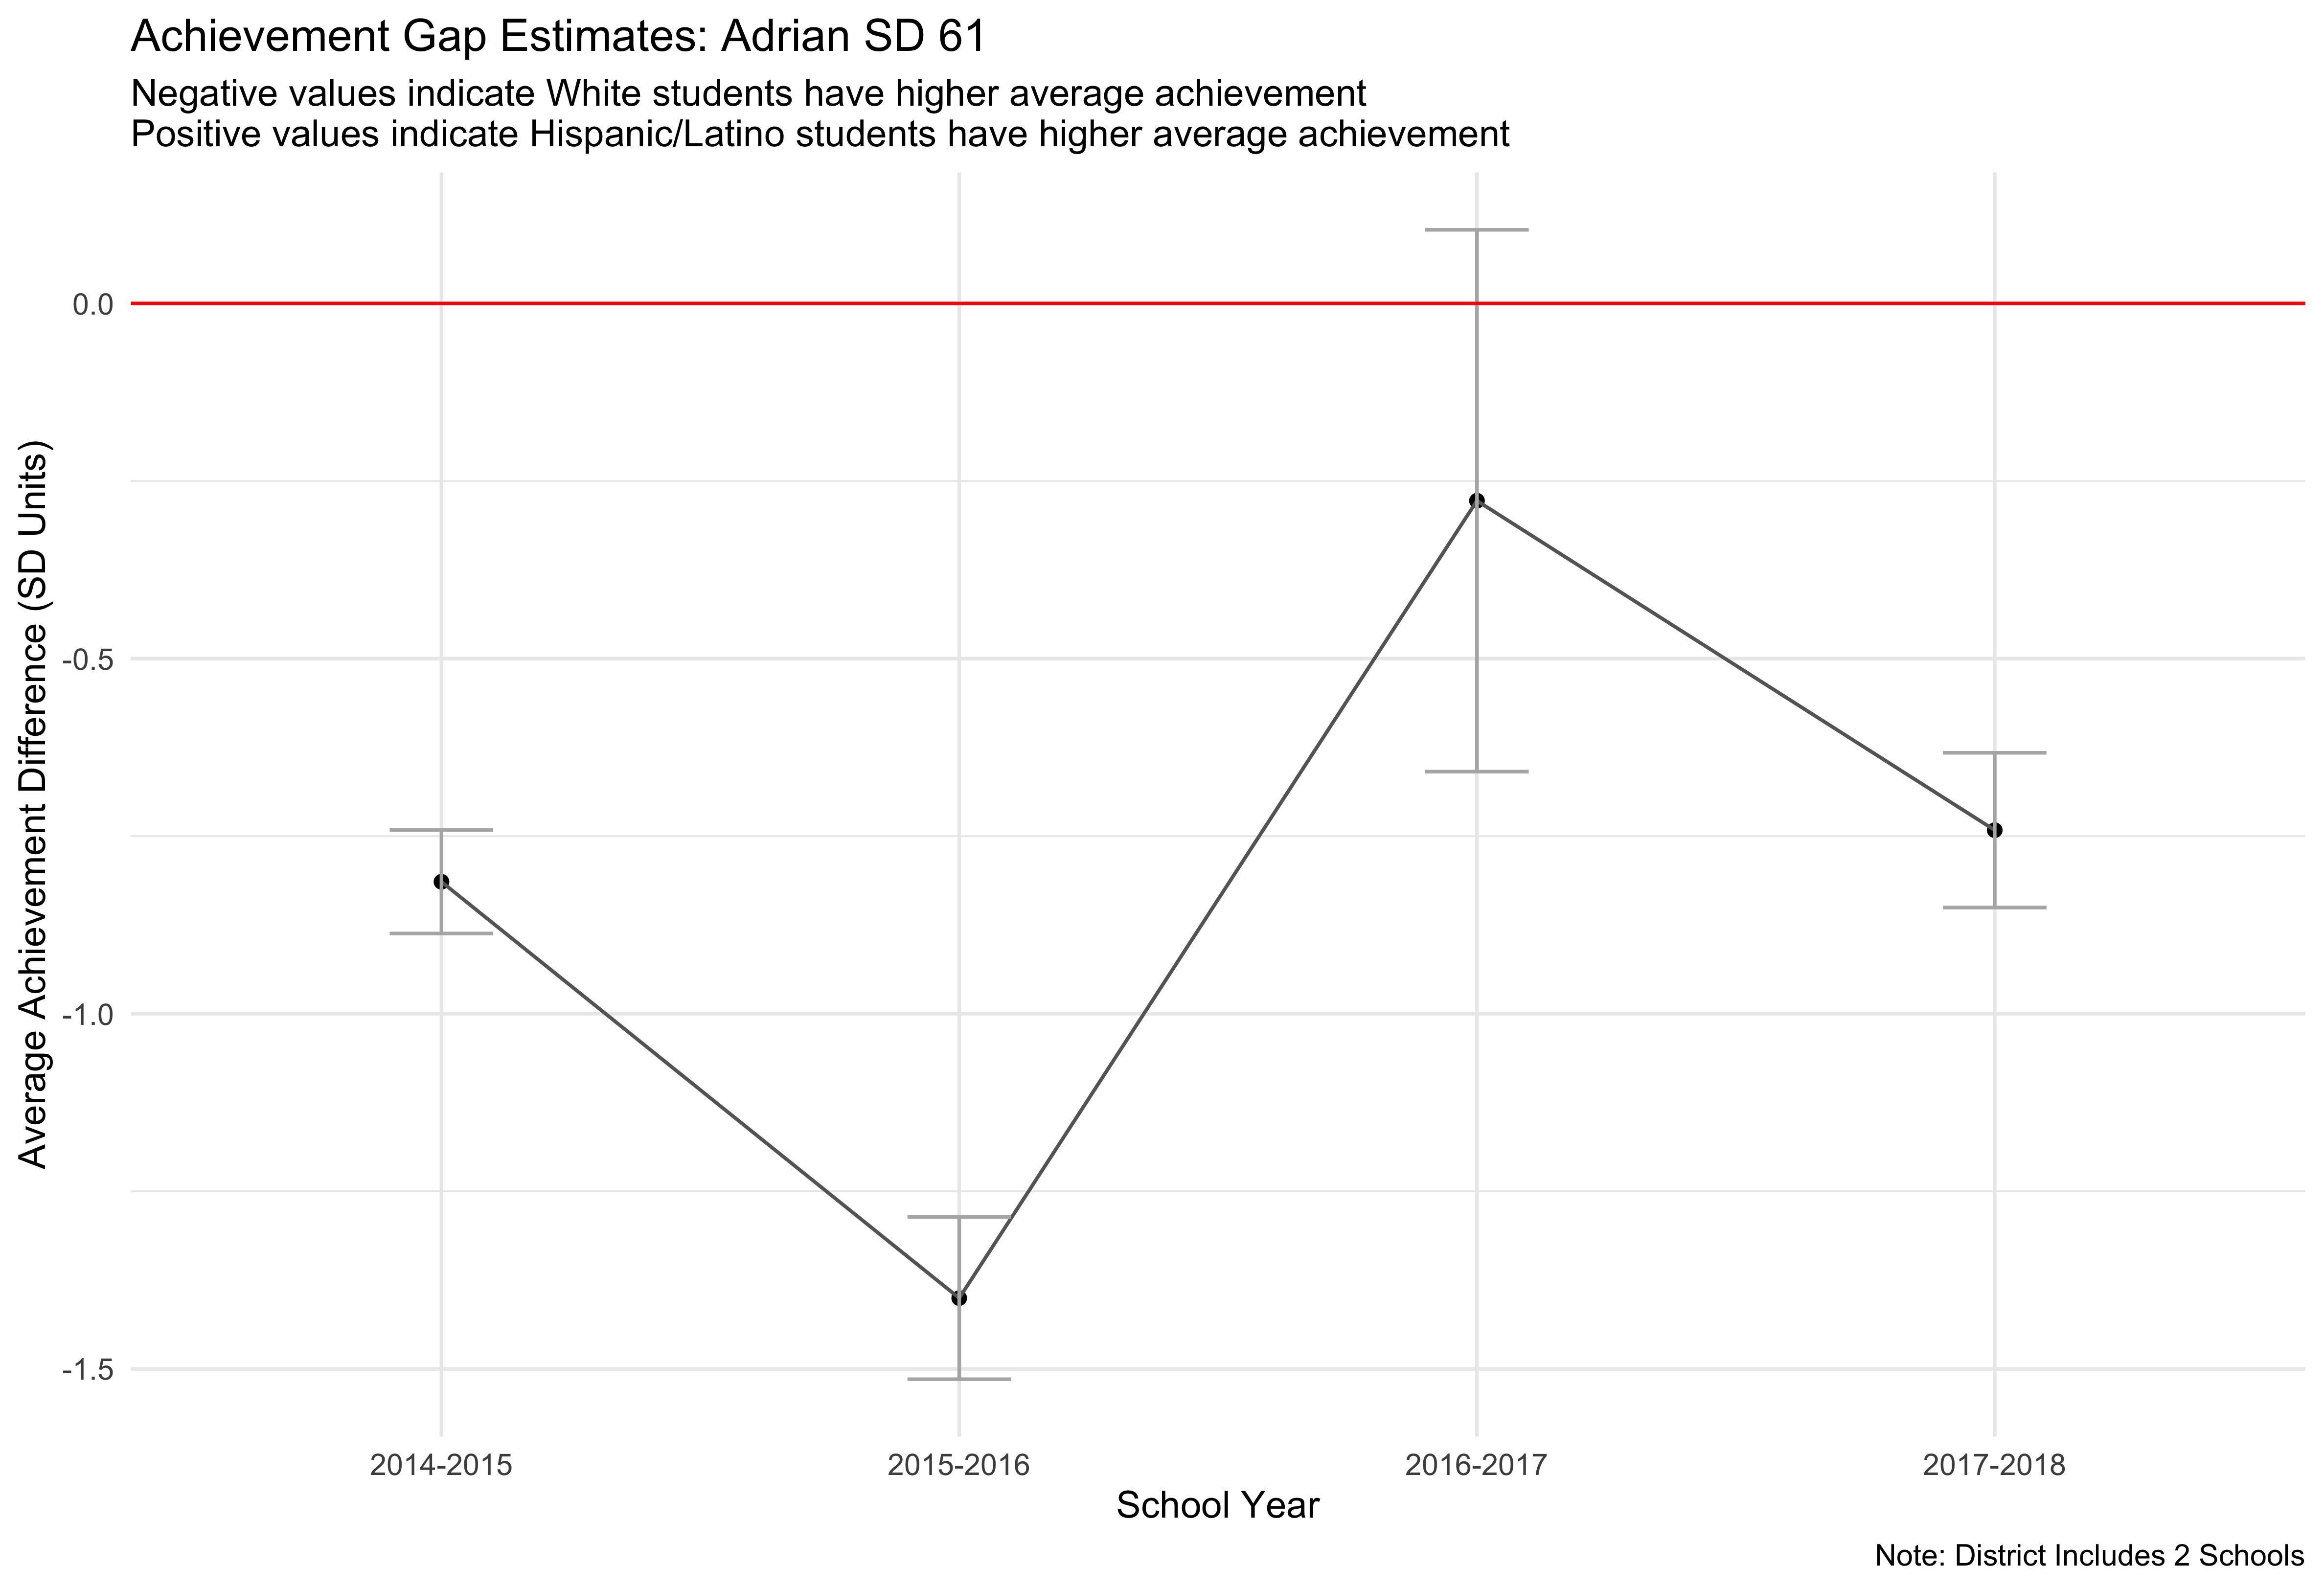 Achievement Gap Estimates: Adrian SD 61
Negative values indicate White students have higher average achievement
Positive values indicate Hispanic/Latino students have higher average achievement
Average Achievement Difference (SD Units)
0.0
-0.5
-1.0
-1.5
2014-2015 2015-2016 2016-2017 2017-2018
School Year
Note: District Includes 2 Schools